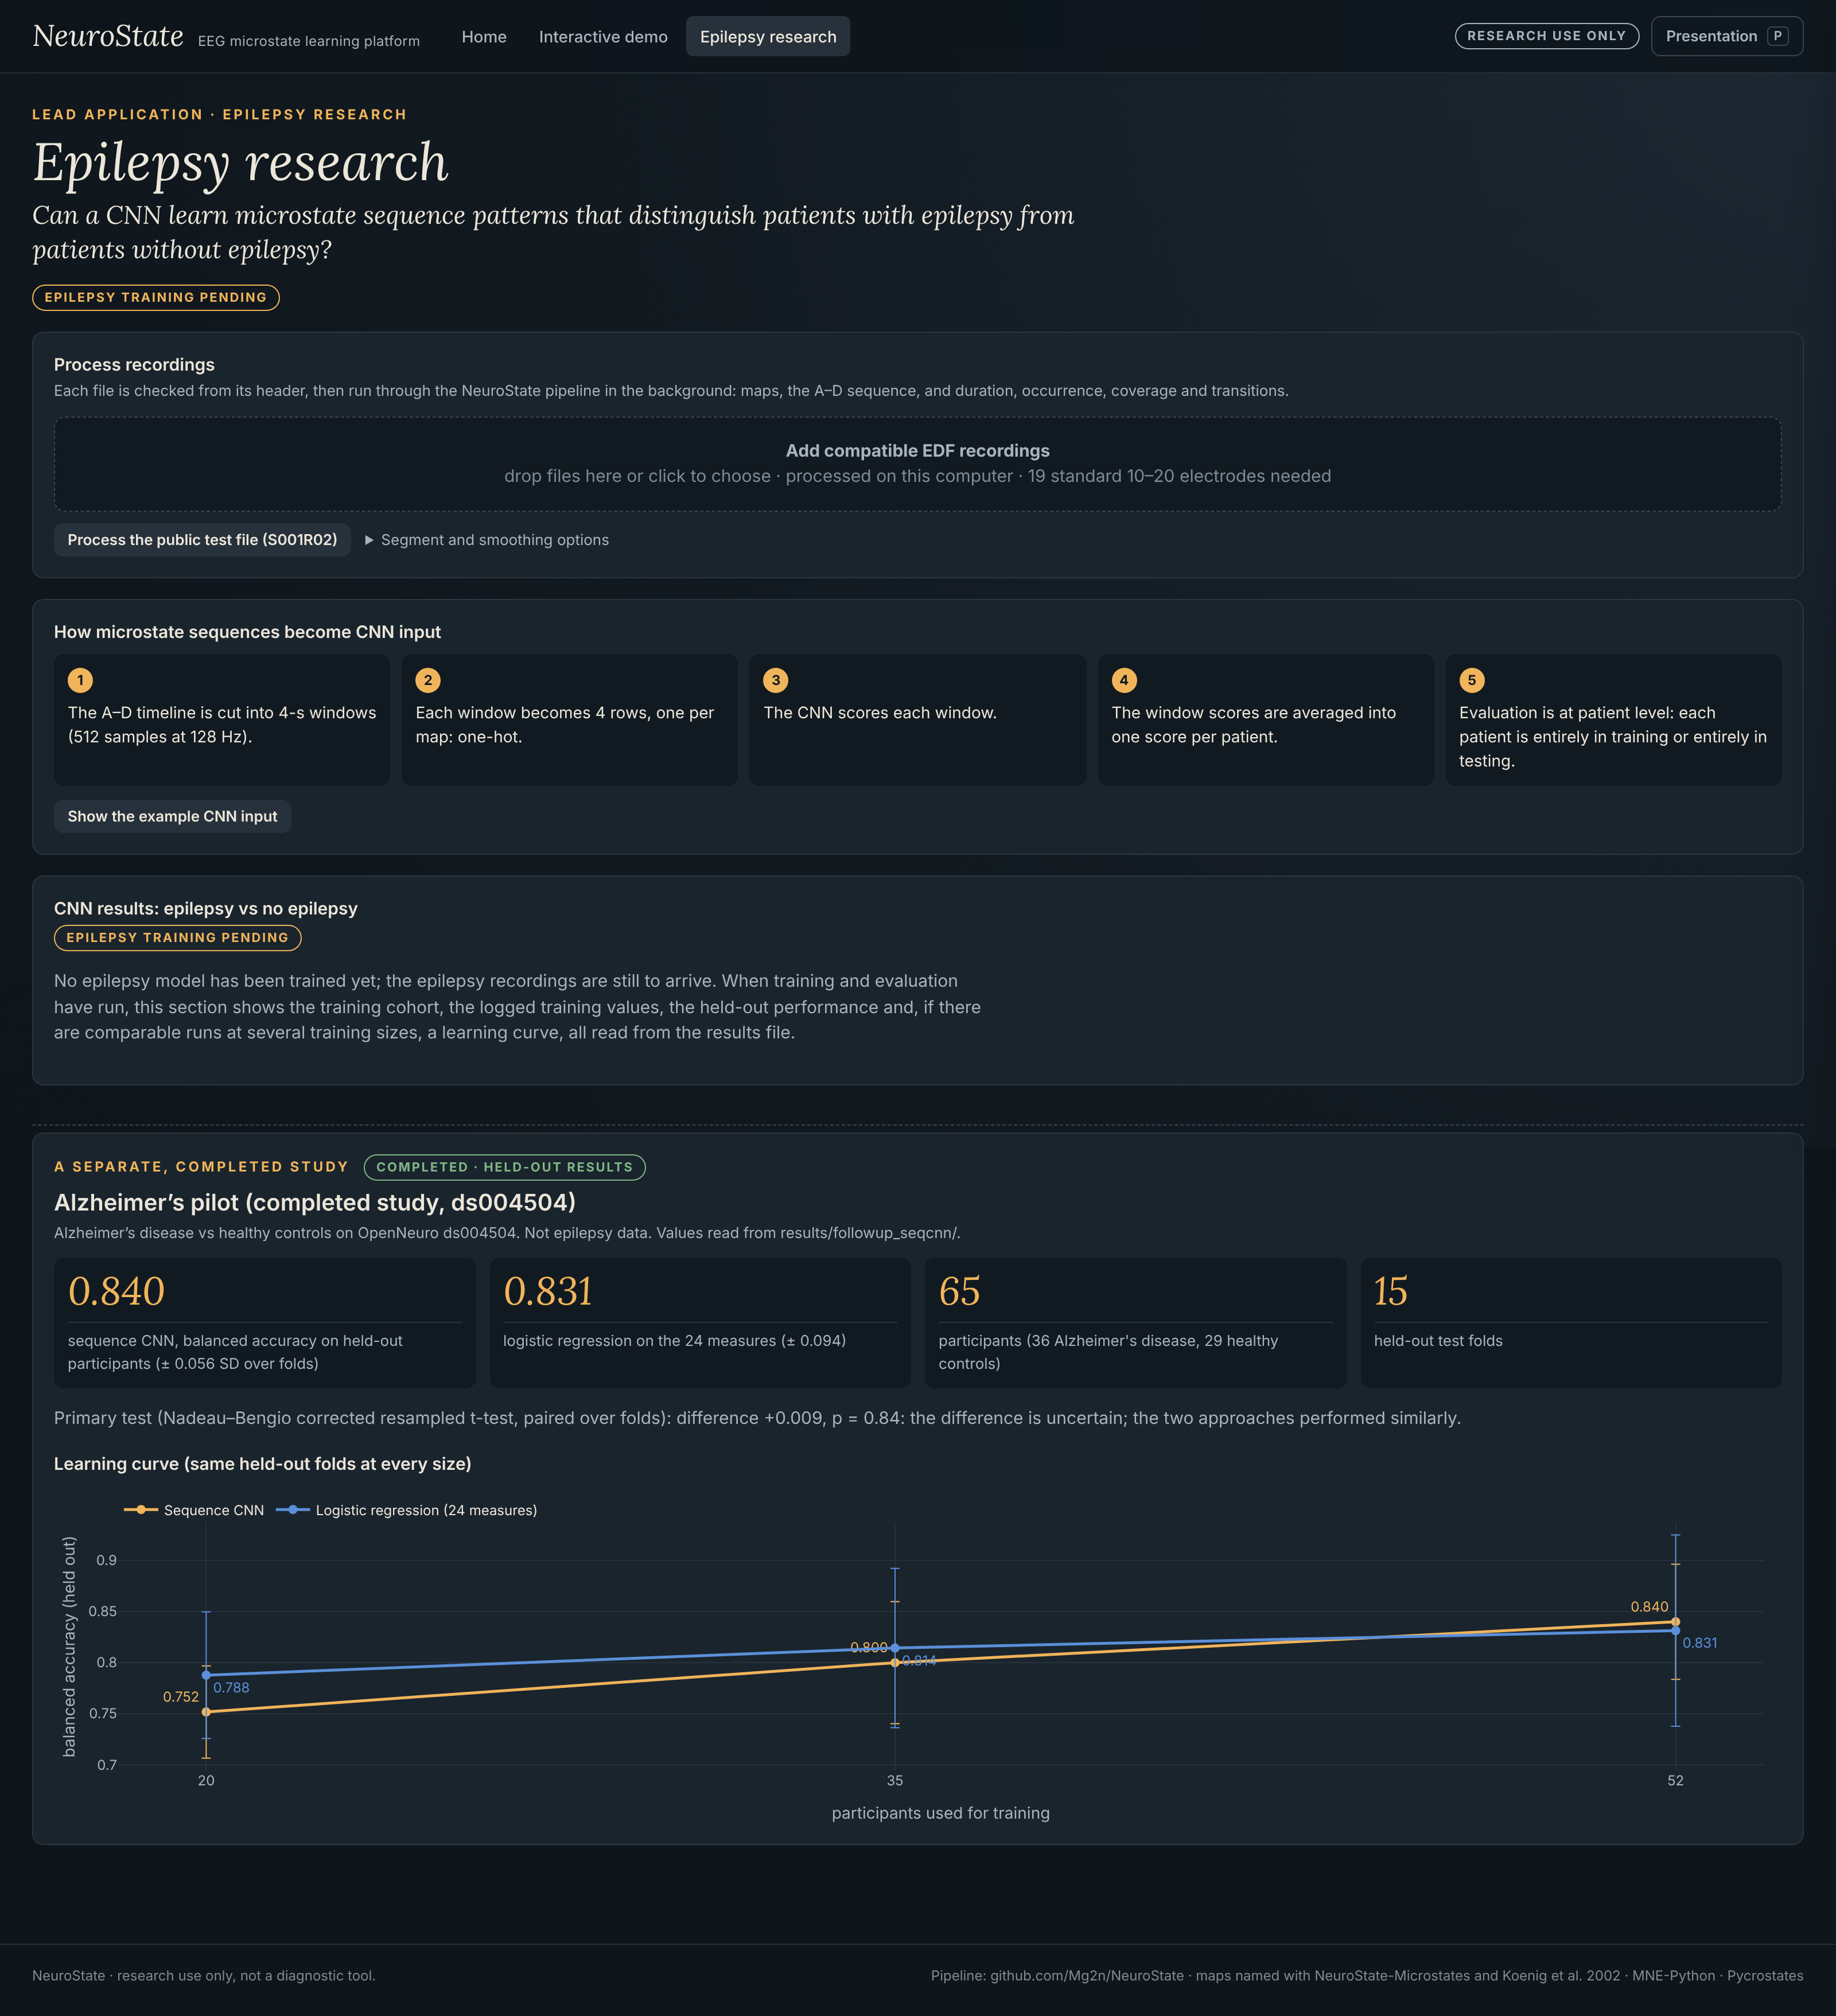 NeuroState EEG microstate learning platform Home Interactive demo Epilepsy research RESEARCH USE ONLY Presentation P
LEAD APPLICATION · EPILEPSY RESEARCH
Epilepsy research
Can a CNN learn microstate sequence patterns that distinguish patients with epilepsy from
patients without epilepsy?
EPILEPSY TRAINING PENDING
Process recordings
Each file is checked from its header, then run through the NeuroState pipeline in the background: maps, the A–D sequence, and duration, occurrence, coverage and transitions.
Add compatible EDF recordings
drop files here or click to choose · processed on this computer · 19 standard 10–20 electrodes needed
Process the public test file (S001R02) ▶ Segment and smoothing options
How microstate sequences become CNN input
1
The A–D timeline is cut into 4-s windows
(512 samples at 128 Hz).
2
Each window becomes 4 rows, one per
map: one-hot.
3
The CNN scores each window.
4
The window scores are averaged into
one score per patient.
5
Evaluation is at patient level: each
patient is entirely in training or entirely in
testing.
Show the example CNN input
CNN results: epilepsy vs no epilepsy
EPILEPSY TRAINING PENDING
No epilepsy model has been trained yet; the epilepsy recordings are still to arrive. When training and evaluation
have run, this section shows the training cohort, the logged training values, the held-out performance and, if there
are comparable runs at several training sizes, a learning curve, all read from the results file.
A SEPARATE, COMPLETED STUDY COMPLETED · HELD-OUT RESULTS
Alzheimer’s pilot (completed study, ds004504)
Alzheimer’s disease vs healthy controls on OpenNeuro ds004504. Not epilepsy data. Values read from results/followup_seqcnn/.
0.840
sequence CNN, balanced accuracy on held-out
participants (± 0.056 SD over folds)
0.831
logistic regression on the 24 measures (± 0.094)
65
participants (36 Alzheimer's disease, 29 healthy
controls)
15
held-out test folds
Primary test (Nadeau–Bengio corrected resampled t-test, paired over folds): difference +0.009, p = 0.84: the difference is uncertain; the two approaches performed similarly.
Learning curve (same held-out folds at every size)
Sequence CNN Logistic regression (24 measures)
balanced accuracy (held out)
0.9
0.85
0.8
0.75
0.7
0.752
0.788
0.800
0.814
0.840
0.831
20 35 52
participants used for training
NeuroState · research use only, not a diagnostic tool.
Pipeline: github.com/Mg2n/NeuroState · maps named with NeuroState-Microstates and Koenig et al. 2002 · MNE-Python · Pycrostates